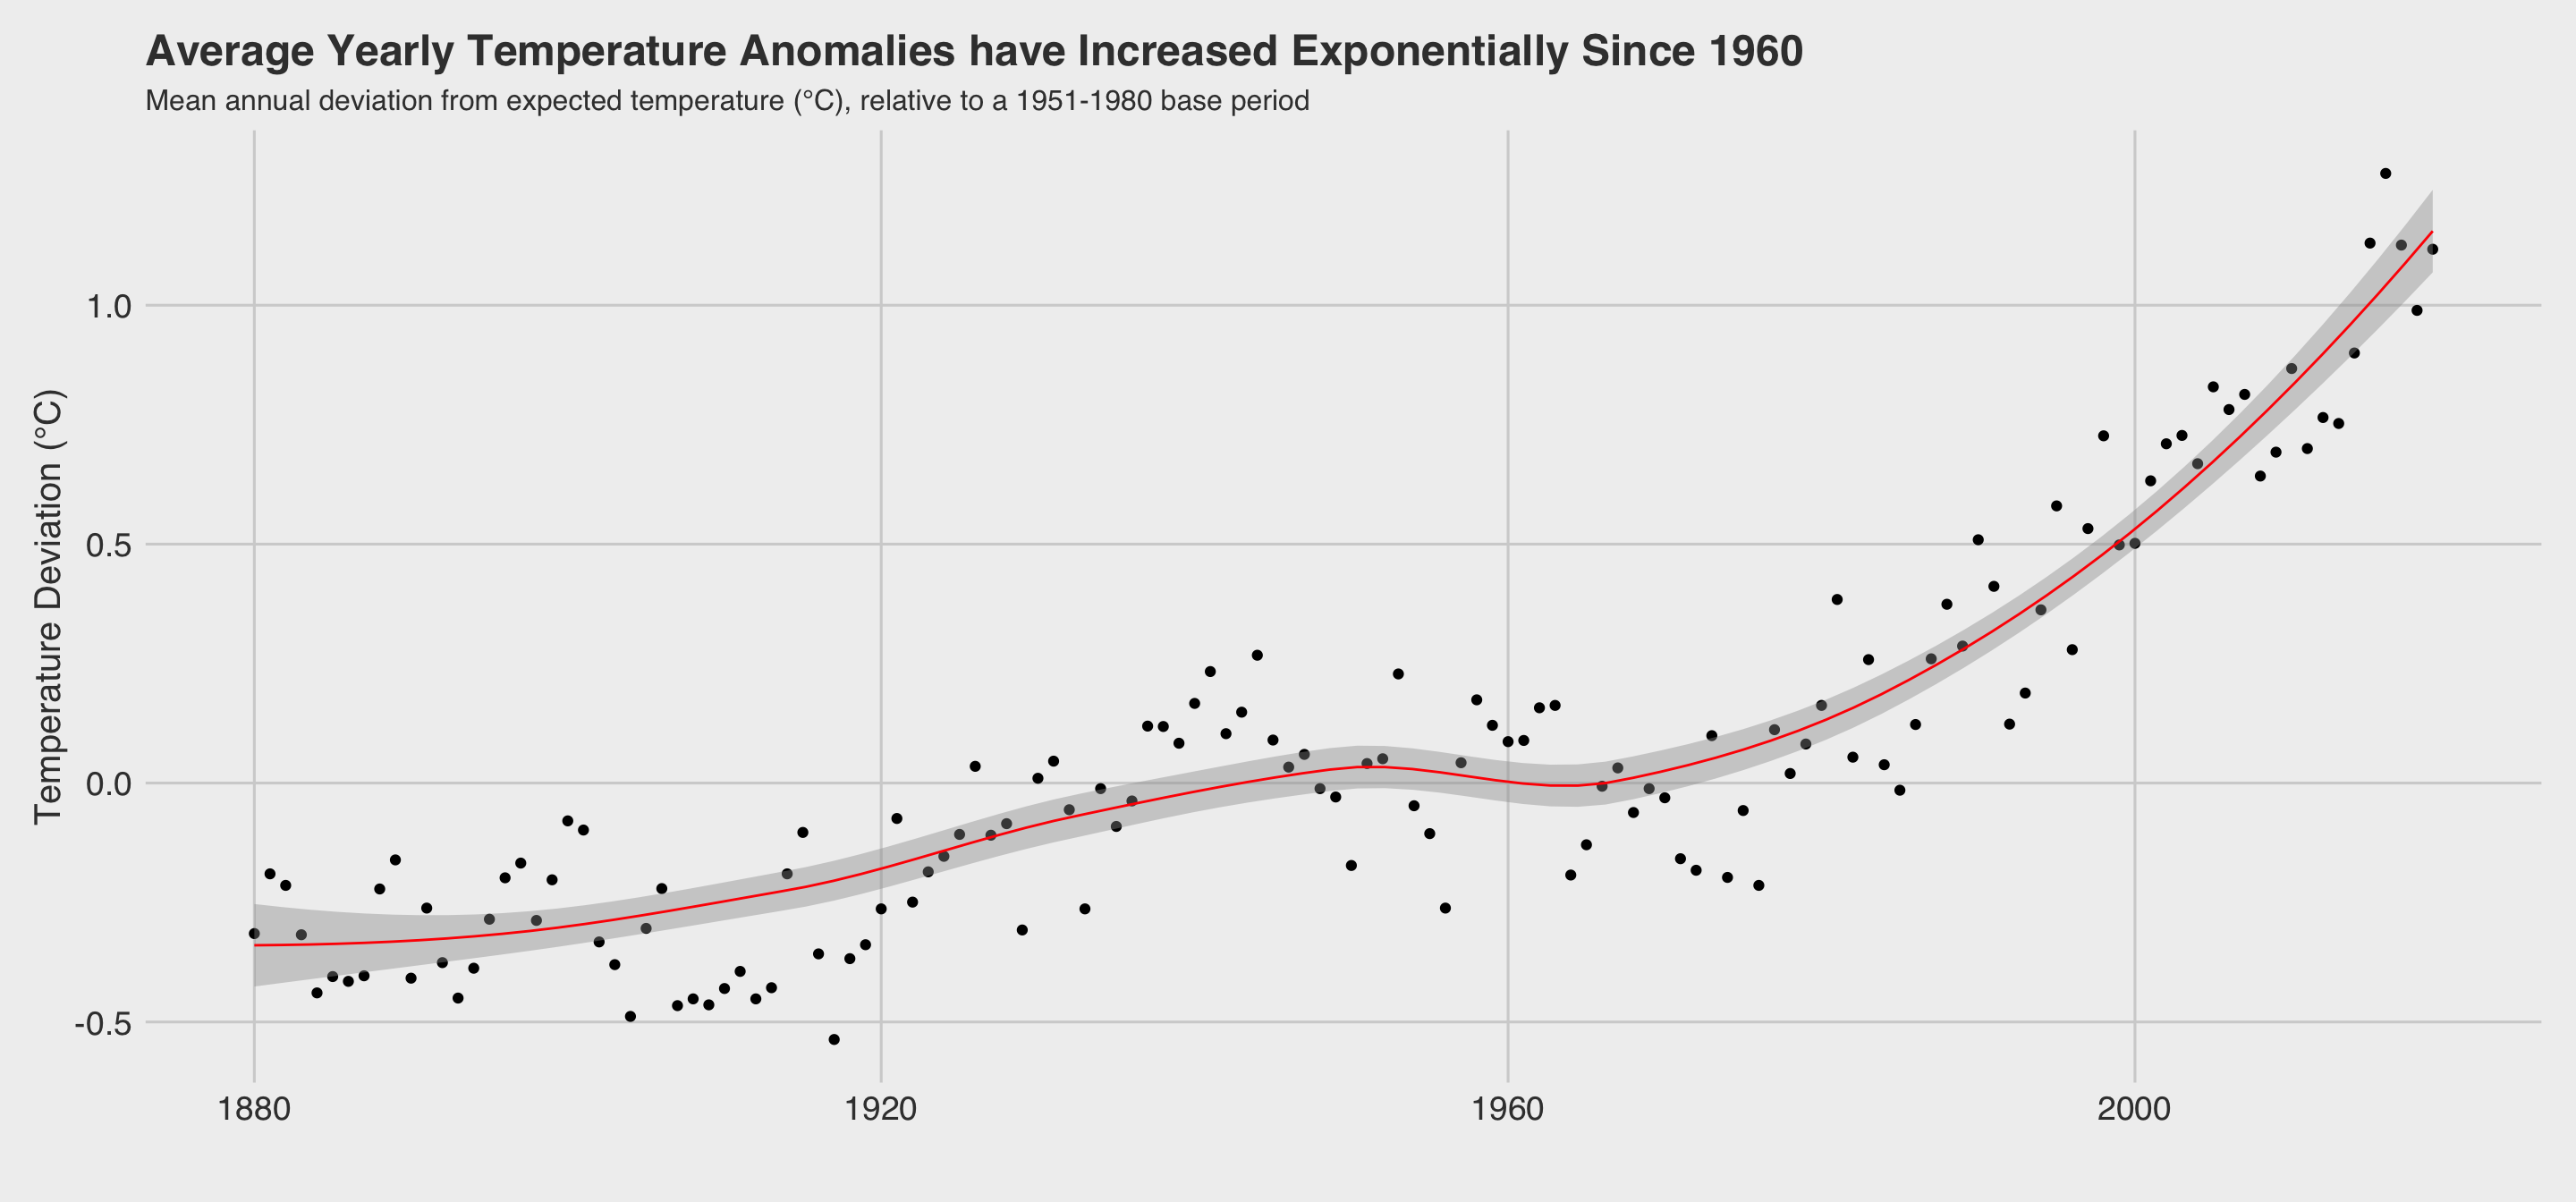 Average Yearly Temperature Anomalies have Increased Exponentially Since 1960
Mean annual deviation from expected temperature (°C), relative to a 1951-1980 base period
Temperature Deviation (°C)
1.0
0.5
0.0
-0.5
1880
1920
1960
2000